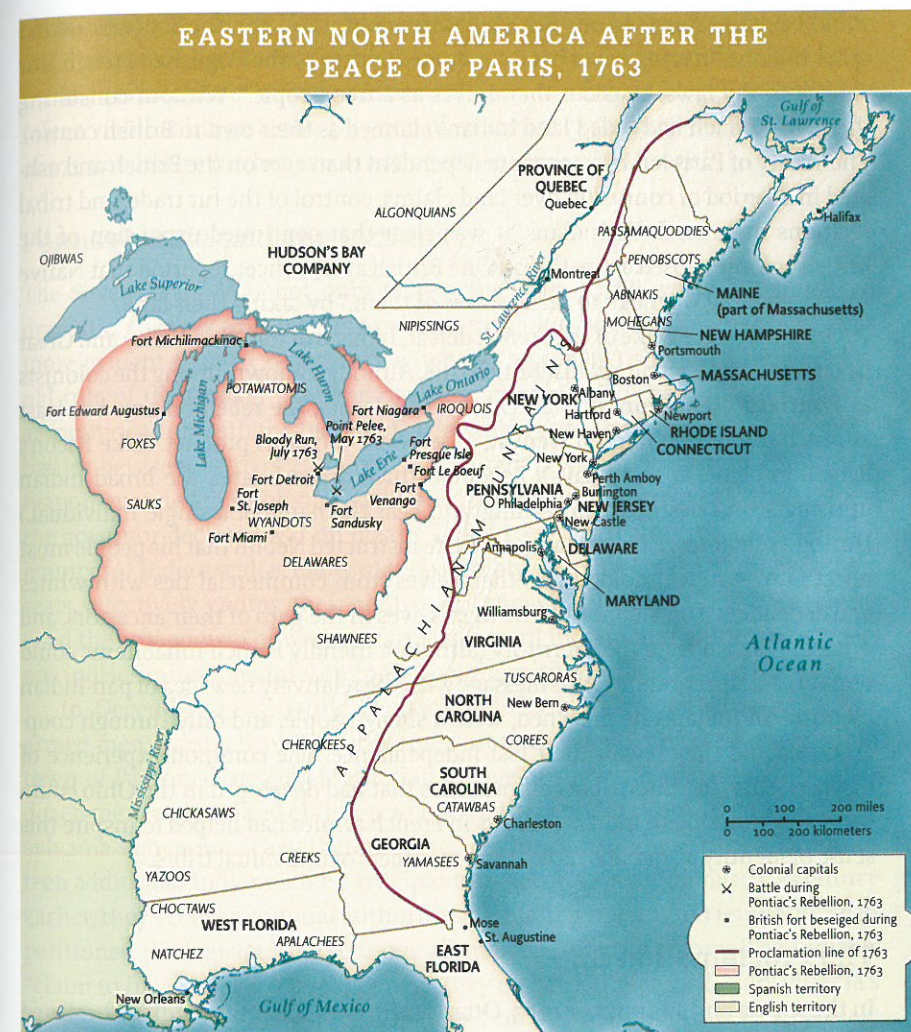 EASTERN NORTH AMERICA AFTER THE
PEACE OF PARIS, 1763
Gulf of
St. Lawrence
PROVINCE OF
QUEBEC
Quebec
ALGONQUIANS
Halifax
PASSAMAQUODDIES
HUDSON'S BAY
COMPANY
OJIBWAS
PENOBSCOTS
Lake Superior
St. Lawrence River
Montreal
ABNAKIS
MAINE
(part of Massachusetts)
NIPISSINGS
MOHEGANS
NEW HAMPSHIRE
Fort Michilimackinac
Portsmouth
Lake Huron
Lake Michigan
POTAWATOMIS
Lake Ontario
Boston
MASSACHUSETTS
NEW YORK
Albany
Fort Edward Augustus
Fort Niagara
IROQUOIS
Hartford
Newport
Point Pelee,
May 1763
RHODE ISLAND
FOXES
Bloody Run,
July 1763
New Haven
CONNECTICUT
Fort
Presque Isle
Lake Erie
New York
Fort Le Boeuf
Fort Detroit
Perth Amboy
PENNSYLVANIA
Burlington
Fort
Venango
Philadelphia
NEW JERSEY
SAUKS
Fort
St. Joseph
Fort
Sandusky
WYANDOTS
New Castle
Fort Miami
Annapolis
DELAWARE
DELAWARES
MARYLAND
APPALACHIAN MOUNTAINS
Williamsburg
SHAWNEES
VIRGINIA
Atlantic
Ocean
TUSCARORAS
NORTH
CAROLINA
New Bern
CHEROKEES
COREES
Mississippi River
SOUTH
CAROLINA
CATAWBAS
CHICKASAWS
Charleston
0 100 200 miles
0 100 200 kilometers
GEORGIA
CREEKS
YAMASEES
Savannah
YAZOOS
CHOCTAWS
WEST FLORIDA
Mose
APALACHEES
St. Augustine
NATCHEZ
EAST
FLORIDA
New Orleans
Gulf of Mexico
Colonial capitals
Battle during
Pontiac's Rebellion, 1763
British fort beseiged during
Pontiac's Rebellion, 1763
Proclamation line of 1763
Pontiac's Rebellion, 1763
Spanish territory
English territory